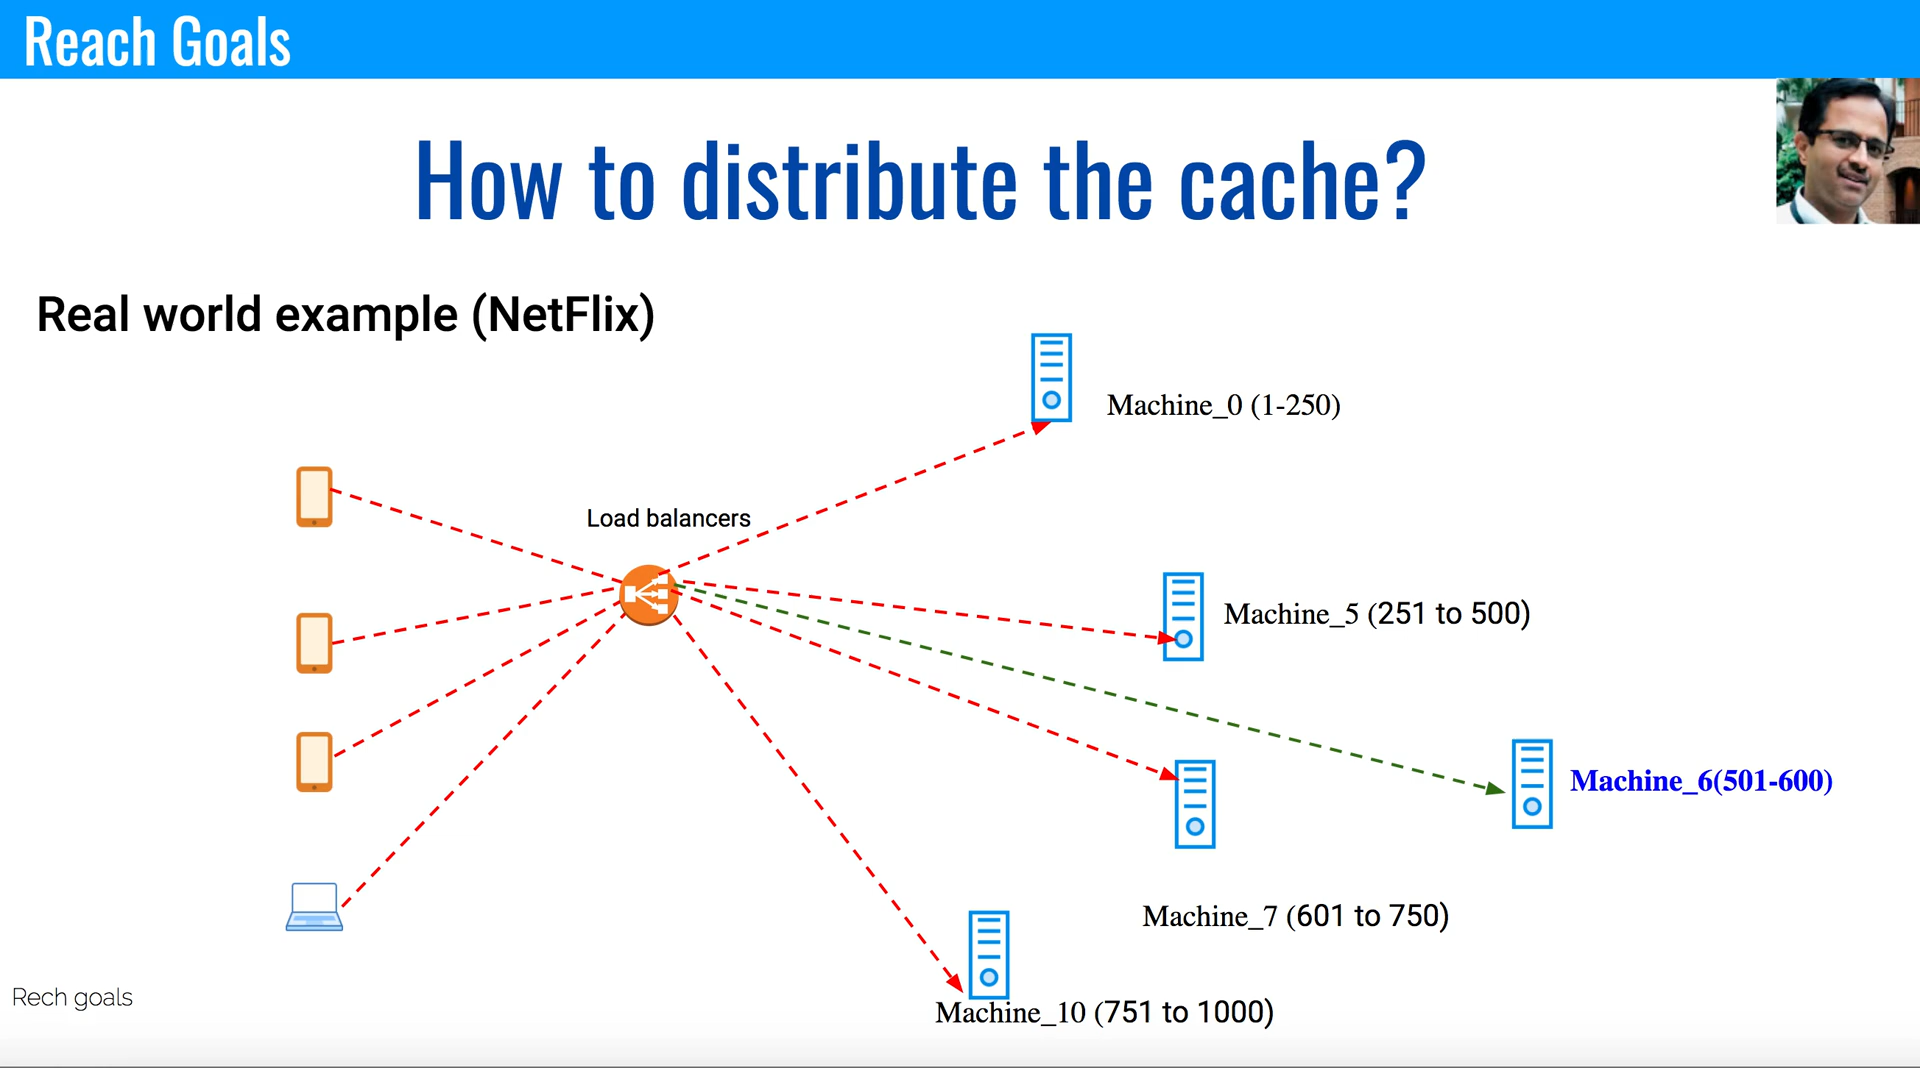 Reach Goals
How to distribute the cache?
Real world example (NetFlix)
Machine_0 (1-250)
Load balancers
Machine_5 (251 to 500)
Machine_6(501-600)
Machine_7 (601 to 750)
Rech goals
Machine_10 (751 to 1000)